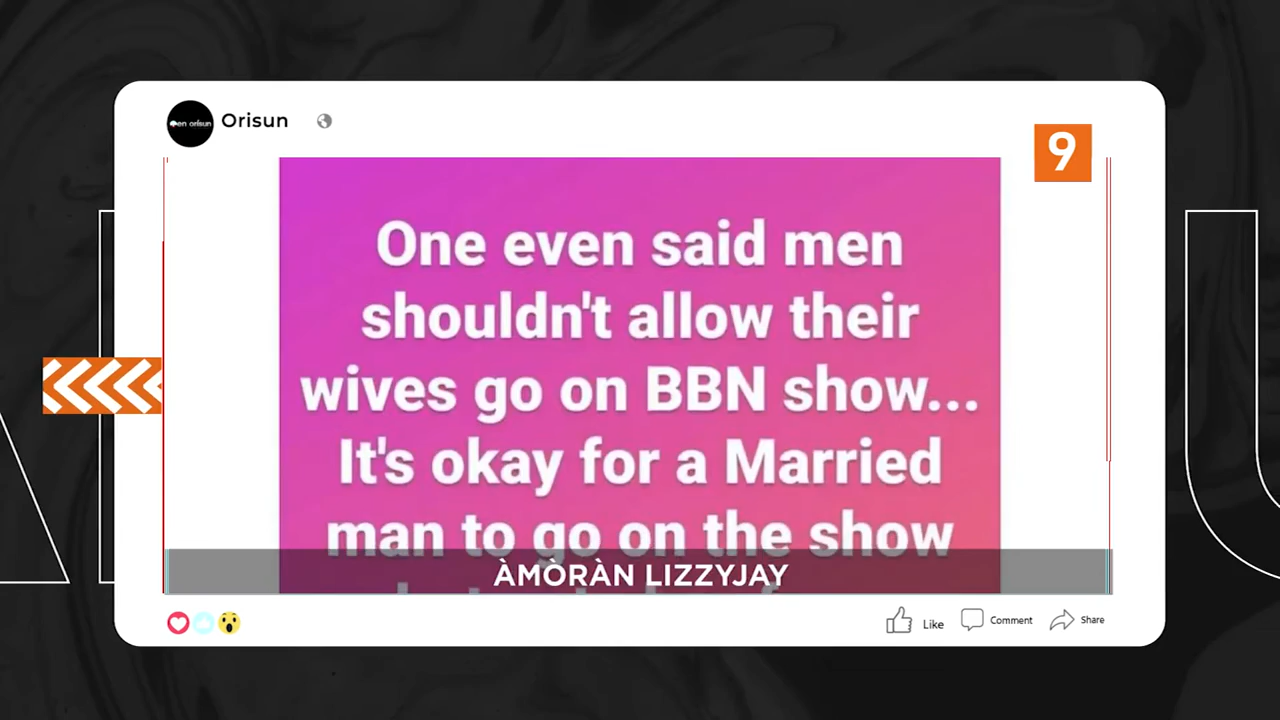 Orisun
9
One even said men
shouldn't allow their
wives go on BBN show...
It's okay for a Married
man to go on the show
ÀMÒRÀN LIZZYJAY
Like
Comment
Share